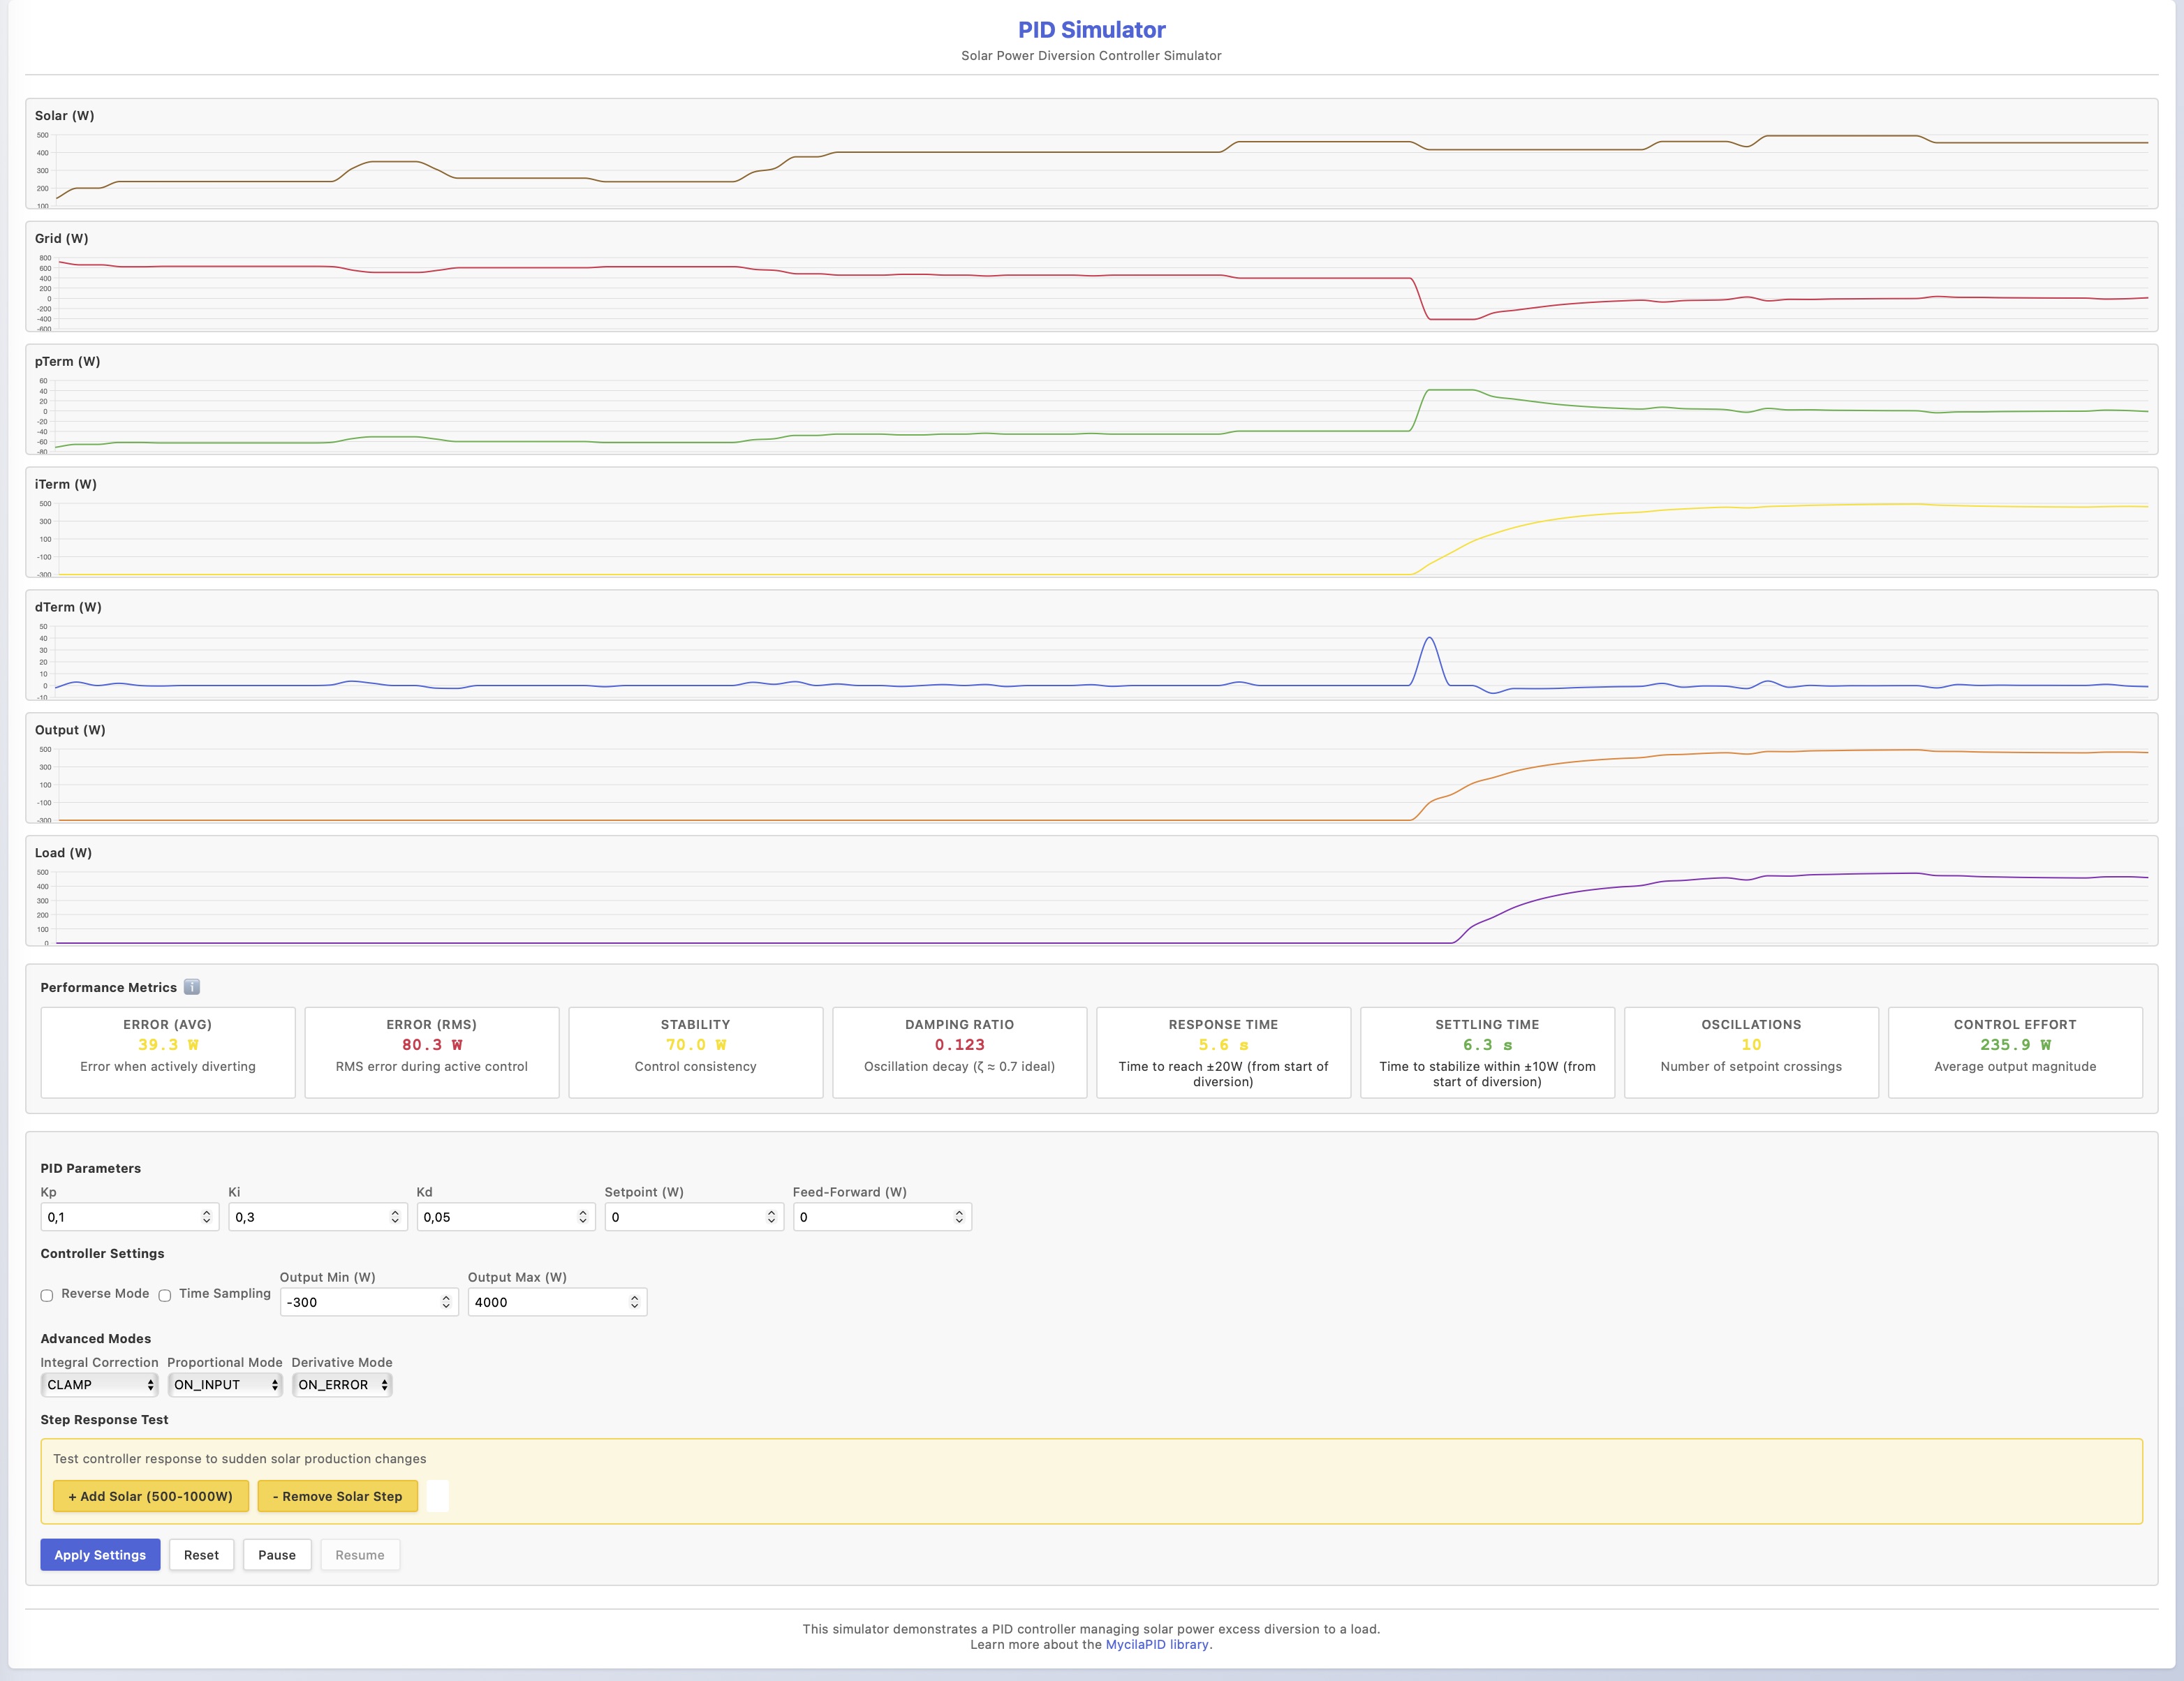 PID Simulator
Solar Power Diversion Controller Simulator
Solar (W)
500
400
300
200
100
Grid (W)
800
600
400
200
0
-200
-400
-600
pTerm (W)
60
40
20
0
-20
-40
-60
-80
iTerm (W)
500
300
100
-100
-300
dTerm (W)
50
40
30
20
10
0
-10
Output (W)
500
300
100
-100
-300
Load (W)
500
400
300
200
100
0
Performance Metrics i
ERROR (AVG)
39.3 W
Error when actively diverting
ERROR (RMS)
80.3 W
RMS error during active control
STABILITY
70.0 W
Control consistency
DAMPING RATIO
0.123
Oscillation decay (ζ ≈ 0.7 ideal)
RESPONSE TIME
5.6 s
Time to reach ±20W (from start of
diversion)
SETTLING TIME
6.3 s
Time to stabilize within ±10W (from
start of diversion)
OSCILLATIONS
10
Number of setpoint crossings
CONTROL EFFORT
235.9 W
Average output magnitude
PID Parameters
Kp Ki Kd Setpoint (W) Feed-Forward (W)
0,1 0,3 0,05 0 0
Controller Settings
Output Min (W) Output Max (W)
Reverse Mode Time Sampling -300 4000
Advanced Modes
Integral Correction Proportional Mode Derivative Mode
CLAMP ON_INPUT ON_ERROR
Step Response Test
Test controller response to sudden solar production changes
+ Add Solar (500-1000W) - Remove Solar Step
Apply Settings Reset Pause Resume
This simulator demonstrates a PID controller managing solar power excess diversion to a load.
Learn more about the MycilaPID library.